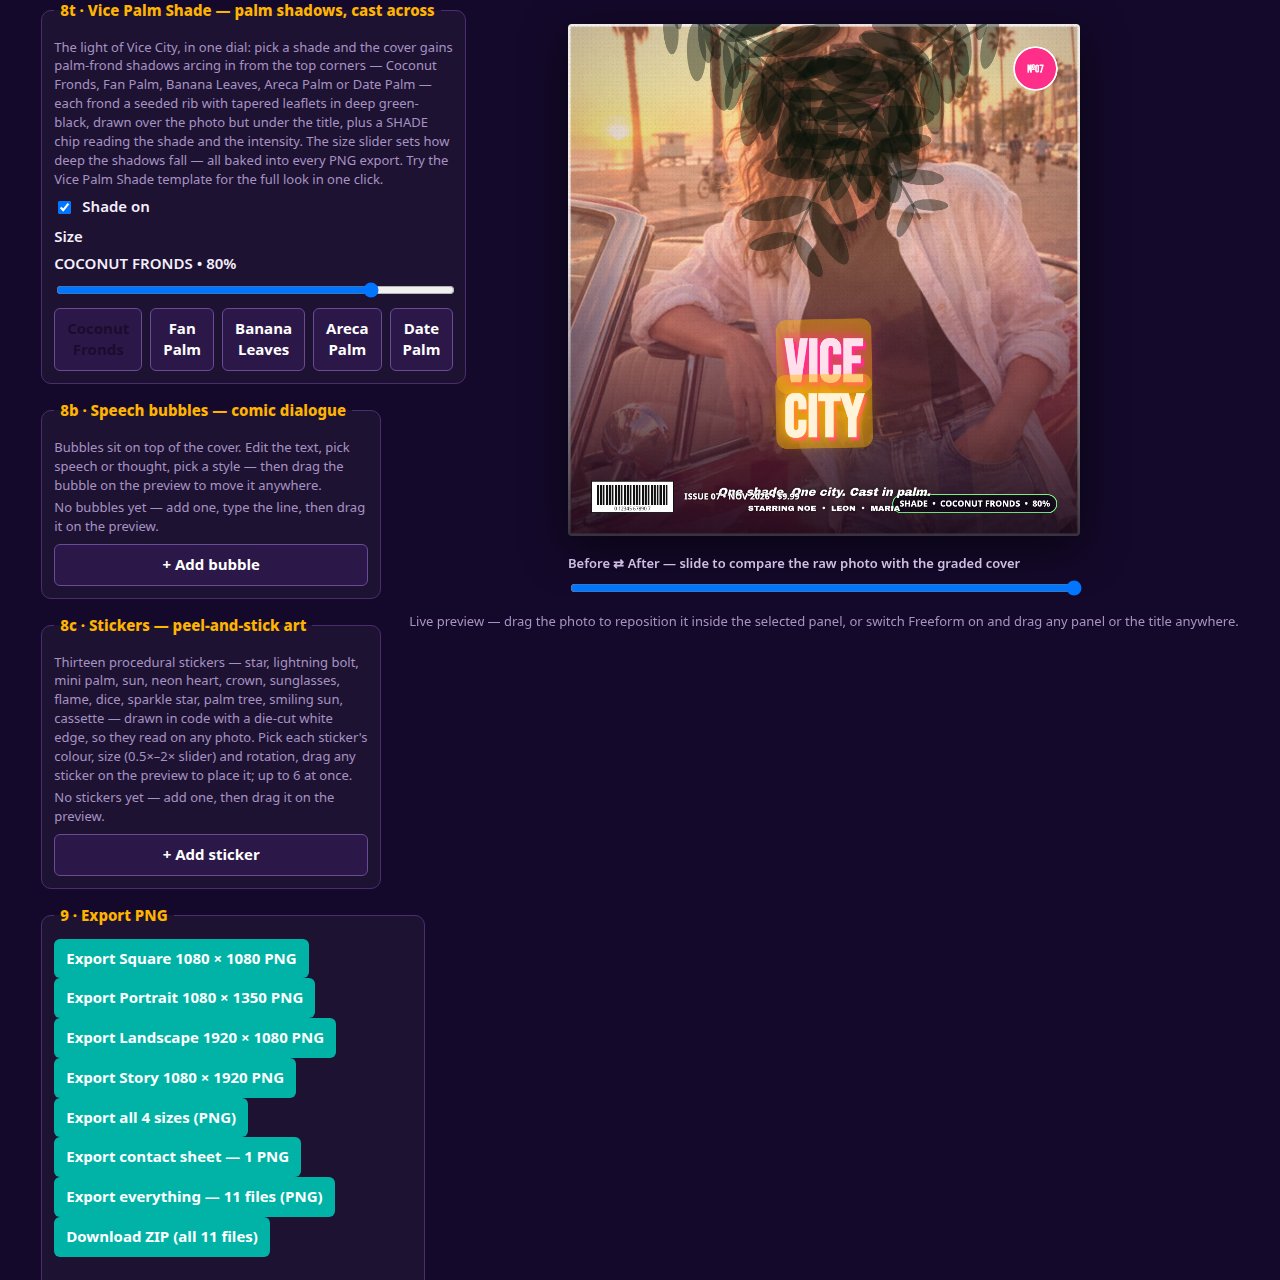 8t · Vice Palm Shade — palm shadows, cast across
The light of Vice City, in one dial: pick a shade and the cover gains
palm-frond shadows arcing in from the top corners — Coconut
Fronds, Fan Palm, Banana Leaves, Areca Palm or Date Palm —
each frond a seeded rib with tapered leaflets in deep green-
black, drawn over the photo but under the title, plus a SHADE
chip reading the shade and the intensity. The size slider sets how
deep the shadows fall — all baked into every PNG export. Try the
Vice Palm Shade template for the full look in one click.
Shade on
Size
COCONUT FRONDS • 80%
Coconut
Fronds
Fan
Palm
Banana
Leaves
Areca
Palm
Date
Palm
8b · Speech bubbles — comic dialogue
Bubbles sit on top of the cover. Edit the text, pick
speech or thought, pick a style — then drag the
bubble on the preview to move it anywhere.
No bubbles yet — add one, type the line, then drag
it on the preview.
+ Add bubble
8c · Stickers — peel-and-stick art
Thirteen procedural stickers — star, lightning bolt,
mini palm, sun, neon heart, crown, sunglasses,
flame, dice, sparkle star, palm tree, smiling sun,
cassette — drawn in code with a die-cut white
edge, so they read on any photo. Pick each sticker's
colour, size (0.5×–2× slider) and rotation, drag any
sticker on the preview to place it; up to 6 at once.
No stickers yet — add one, then drag it on the
preview.
+ Add sticker
9 · Export PNG
Export Square 1080 × 1080 PNG
Export Portrait 1080 × 1350 PNG
Export Landscape 1920 × 1080 PNG
Export Story 1080 × 1920 PNG
Export all 4 sizes (PNG)
Export contact sheet — 1 PNG
Export everything — 11 files (PNG)
Download ZIP (all 11 files)
№07
VICE
CITY
ISSUE 07 • NOV 2026 • $9.99
One shade. One city. Cast in palm.
STARRING NOE • LEON • MARIA
SHADE • COCONUT FRONDS • 80%
Before ⇄ After — slide to compare the raw photo with the graded cover
Live preview — drag the photo to reposition it inside the selected panel, or switch Freeform on and drag any panel or the title anywhere.